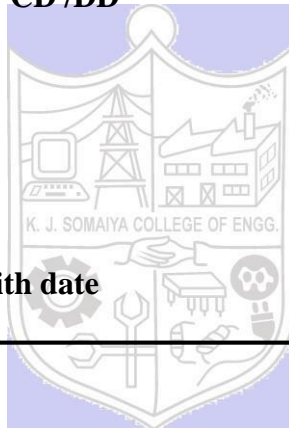 CD /DD
K. J. SOMAIYA COLLEGE OF ENGG.
ith date